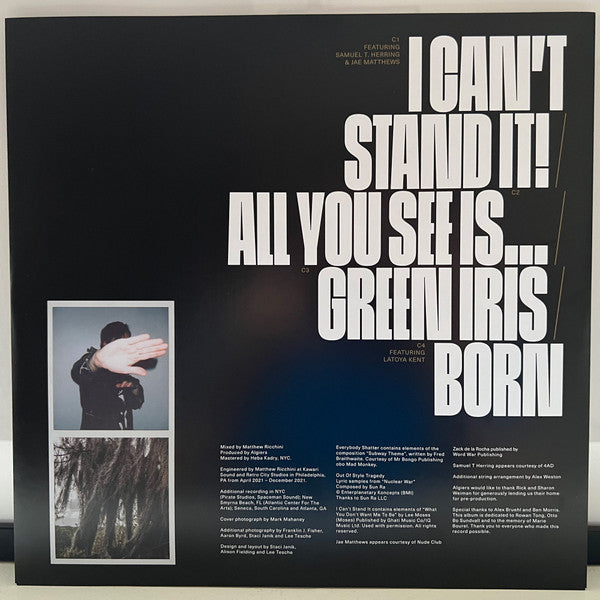 C1
FEATURING
SAMUEL T. HERRING
& JAE MATTHEWS
I CAN'T
STAND IT!
C2
ALL YOU SEE IS...
C3
GREEN IRIS
C4
FEATURING
LATOYA KENT
BORN
Mixed by Matthew Ricchini
Produced by Algiers
Mastered by Heba Kadry, NYC.
Engineered by Matthew Ricchini at Kawari
Sound and Retro City Studios in Philadelphia,
PA from April 2021 – December 2021.
Additional recording in NYC
(Pirate Studios, Spaceman Sound); New
Smyrna Beach, FL (Atlantic Center For The
Arts); Seneca, South Carolina and Atlanta, GA
Cover photograph by Mark Mahaney
Additional photography by Franklin J. Fisher,
Aaron Byrd, Staci Janik and Lee Tesche
Design and layout by Staci Janik,
Alison Fielding and Lee Tesche
Everybody Shatter contains elements of the
composition "Subway Theme", written by Fred
Braithwaite. Courtesy of Mr Bongo Publishing
obo Mad Monkey.
Out Of Style Tragedy
Lyric samples from "Nuclear War"
Composed by Sun Ra
© Enterplanetary Koncepts (BMI)
Thanks to Sun Ra LLC
I Can't Stand It contains elements of "What
You Don't Want Me To Be" by Lee Moses
(Moses) Published by Ghati Music Co/IQ
Music Ltd. Used with permission. All rights
reserved.
Jae Matthews appears courtesy of Nude Club
Zack de la Rocha published by
Word War Publishing
Samuel T Herring appears courtesy of 4AD
Additional string arrangement by Alex Weston
Algiers would like to thank Rick and Sharon
Weiman for generously lending us their home
for pre production.
Special thanks to Alex Bruehl and Ben Morris.
This album is dedicated to Rowan Tong, Otto
Bo Sundvall and to the memory of Marie
Bourst. Thank you to everyone who made this
record possible.